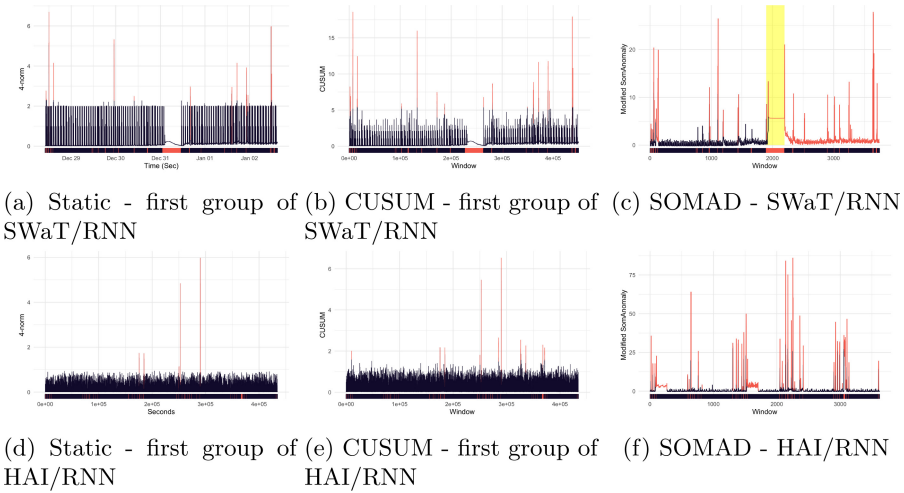 6
4
2
0
4-norm
Dec 29 Dec 30 Dec 31 Jan 01 Jan 02
Time (Sec)
15
10
5
0
CUSUM
0e+00 1e+05 2e+05 3e+05 4e+05
Window
20
10
0
Modified SomAnomaly
0 1000 2000 3000
Window
(a) Static - first group of SWaT/RNN
(b) CUSUM - first group of SWaT/RNN
(c) SOMAD - SWaT/RNN
6
4
2
0
4-norm
0e+00 1e+05 2e+05 3e+05 4e+05
Seconds
6
4
2
0
CUSUM
0e+00 1e+05 2e+05 3e+05 4e+05
Window
75
50
25
0
Modified SomAnomaly
0 1000 2000 3000
Window
(d) Static - first group of HAI/RNN
(e) CUSUM - first group of HAI/RNN
(f) SOMAD - HAI/RNN